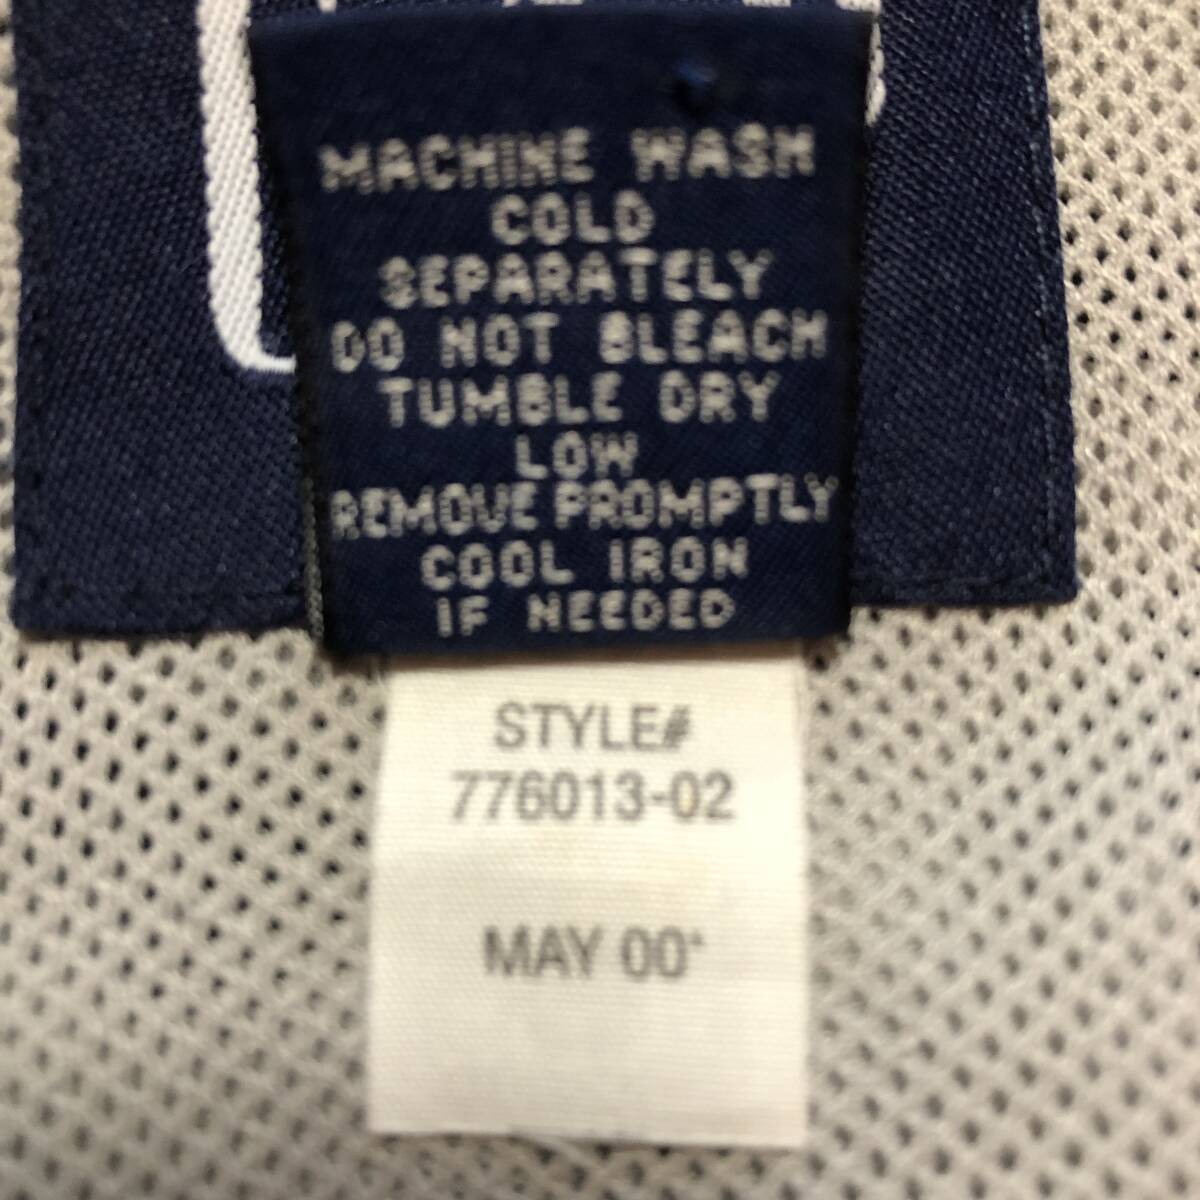 MACHINE WASH
COLD
SEPARATELY
DO NOT BLEACH
TUMBLE DRY
LOW
REMOVE PROMPTLY
COOL IRON
IF NEEDED
STYLE#
776013-02
MAY 00'